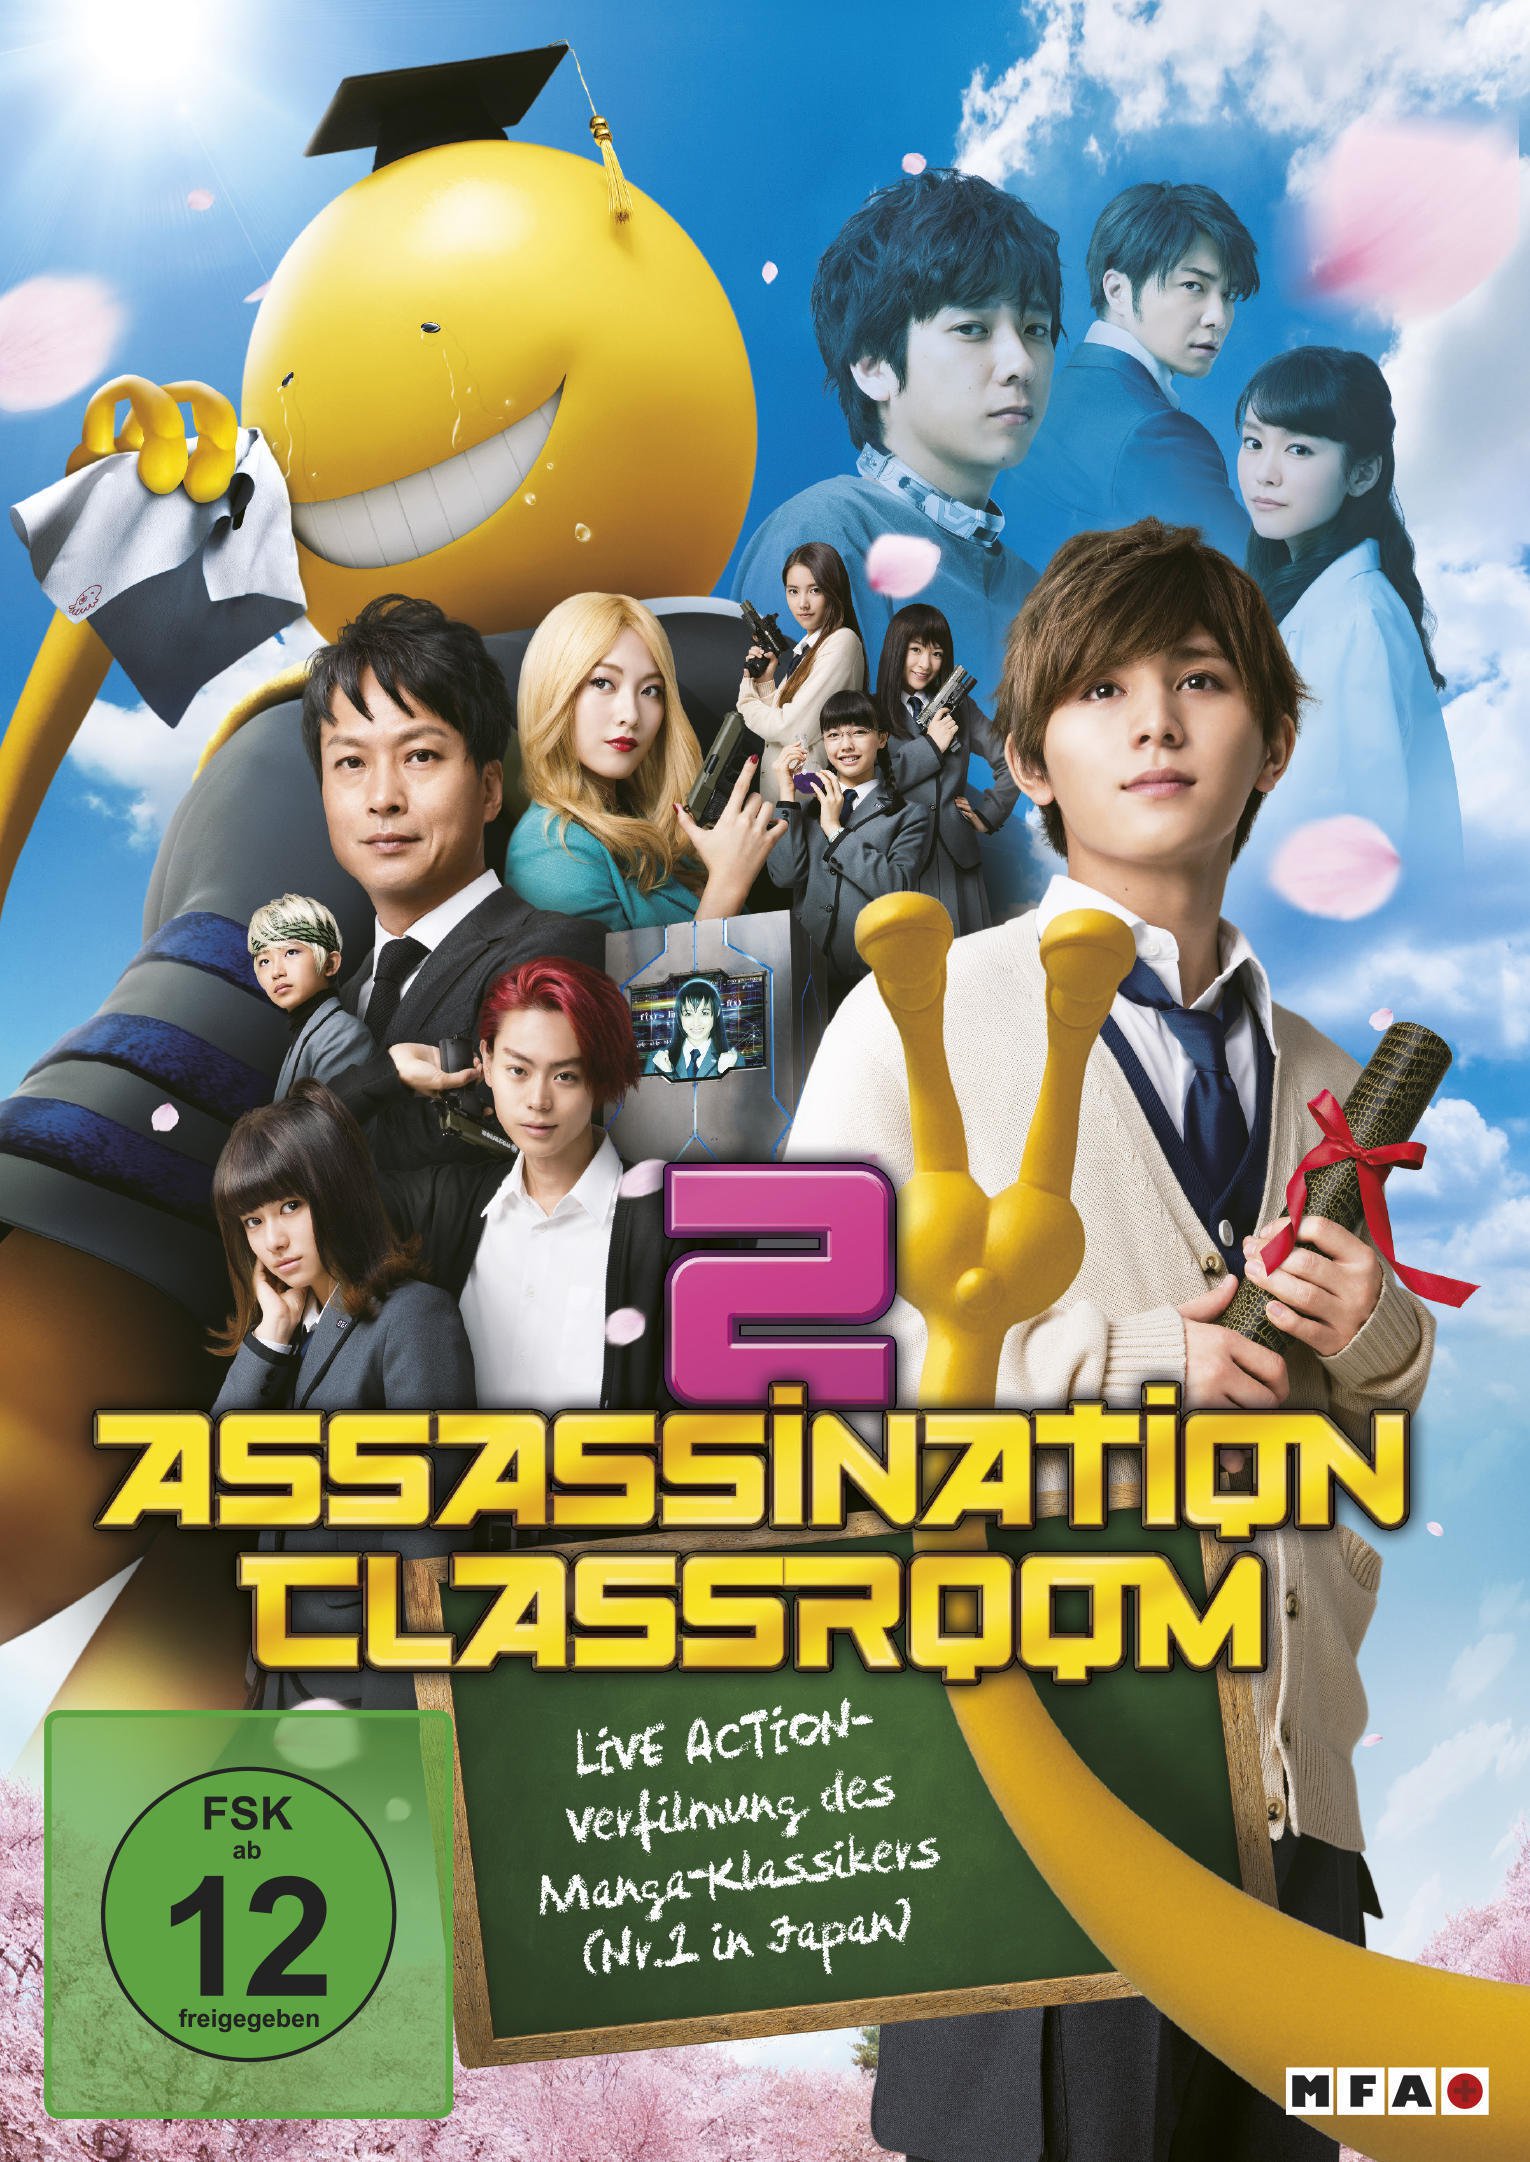 2
ASSASSINATION
CLASSROOM
LIVE ACTION-
verfilmung des
Manga-Klassikers
(Nr.1 in Japan)
FSK
ab
12
freigegeben
MFA+